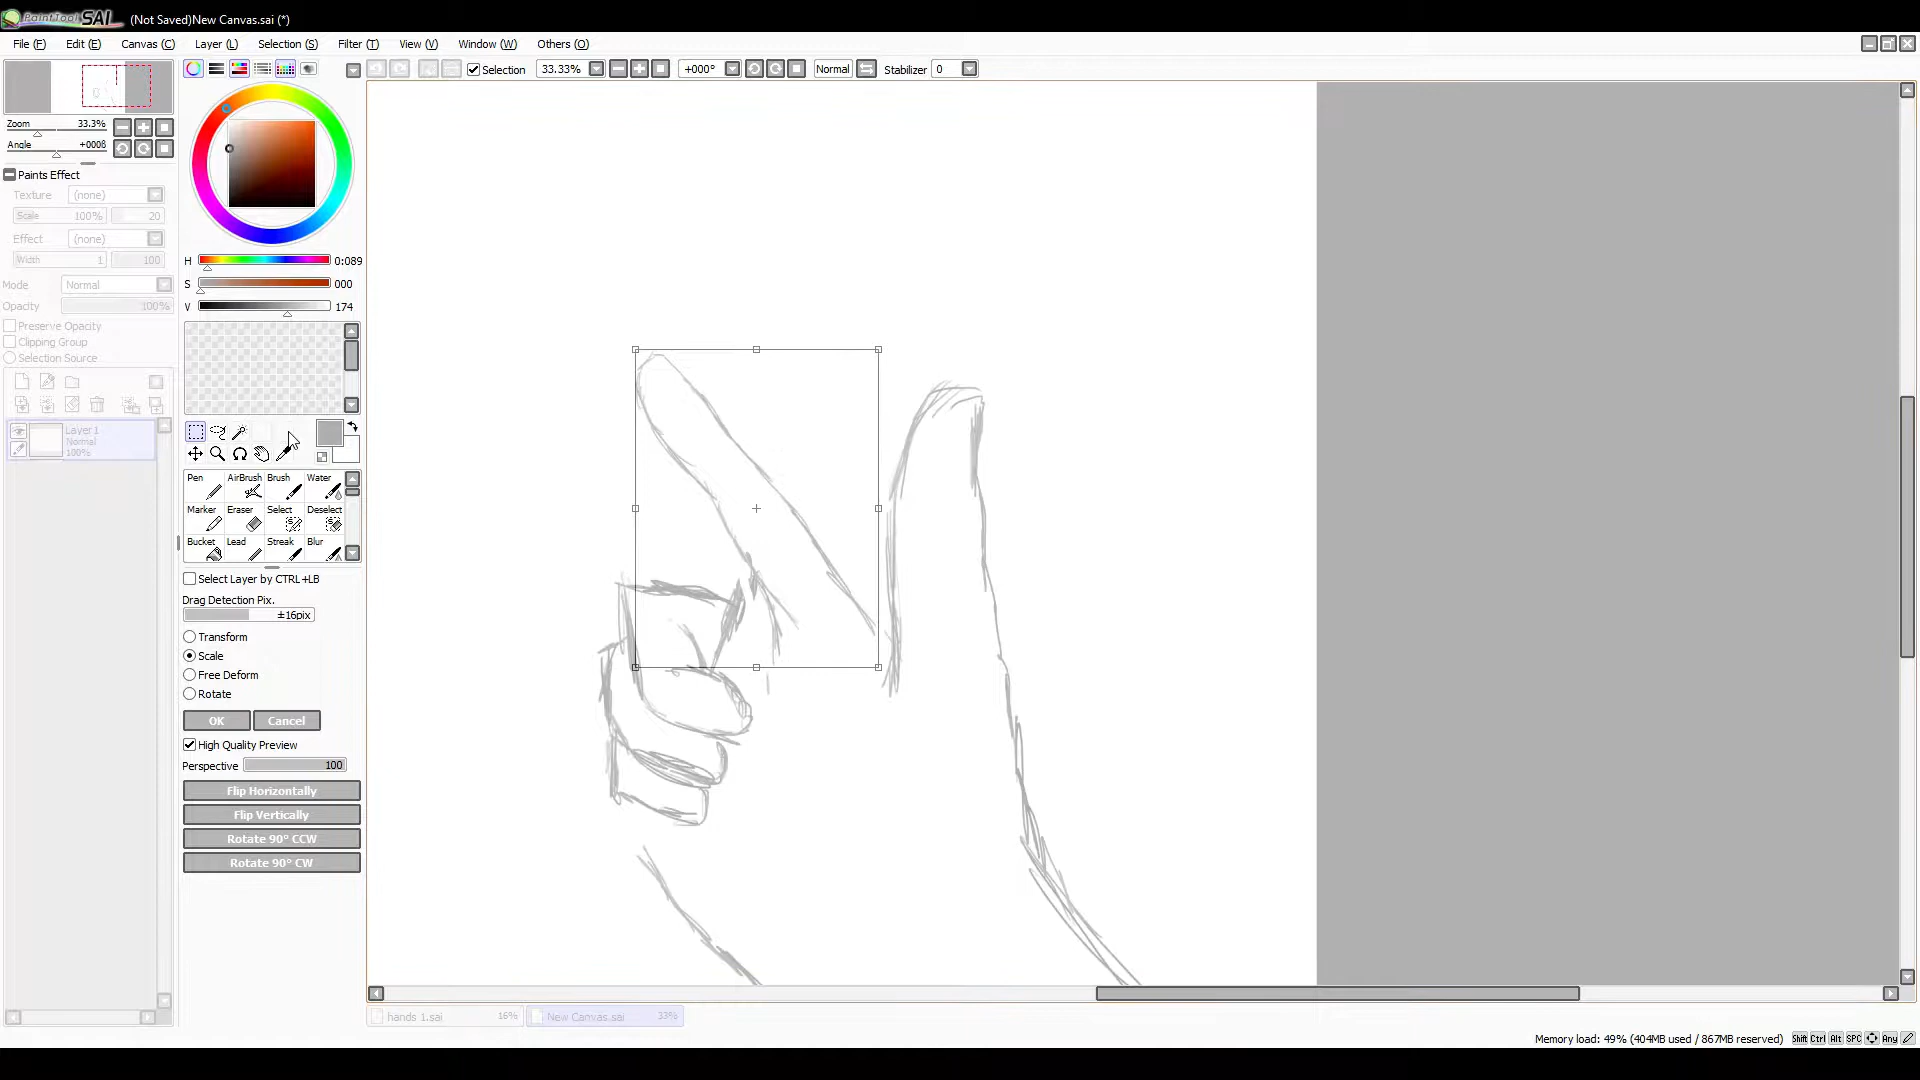 PaintTool SAI (Not Saved)New Canvas.sai (*)
File (F) Edit (E) Canvas (C) Layer (L) Selection (S) Filter (T) View (V) Window (W) Others (O)
Selection 33.33% +000° Normal Stabilizer 0
Zoom 33.3%
Angle +000ß
Paints Effect
Texture (none)
Scale 100% 20
Effect (none)
Width 1 100
Mode Normal
Opacity 100%
Preserve Opacity
Clipping Group
Selection Source
Layer1
Normal
100%
H 0:089
S 000
V 174
Pen AirBrush Brush Water
Marker Eraser Select Deselect
Bucket Lead Streak Blur
Select Layer by CTRL+LB
Drag Detection Pix.
±16pix
Transform
Scale
Free Deform
Rotate
OK Cancel
High Quality Preview
Perspective 100
Flip Horizontally
Flip Vertically
Rotate 90° CCW
Rotate 90° CW
hands 1.sai 16% New Canvas.sai 33%
Memory load: 49% (404MB used / 867MB reserved) Shift Ctrl Alt SPC Any